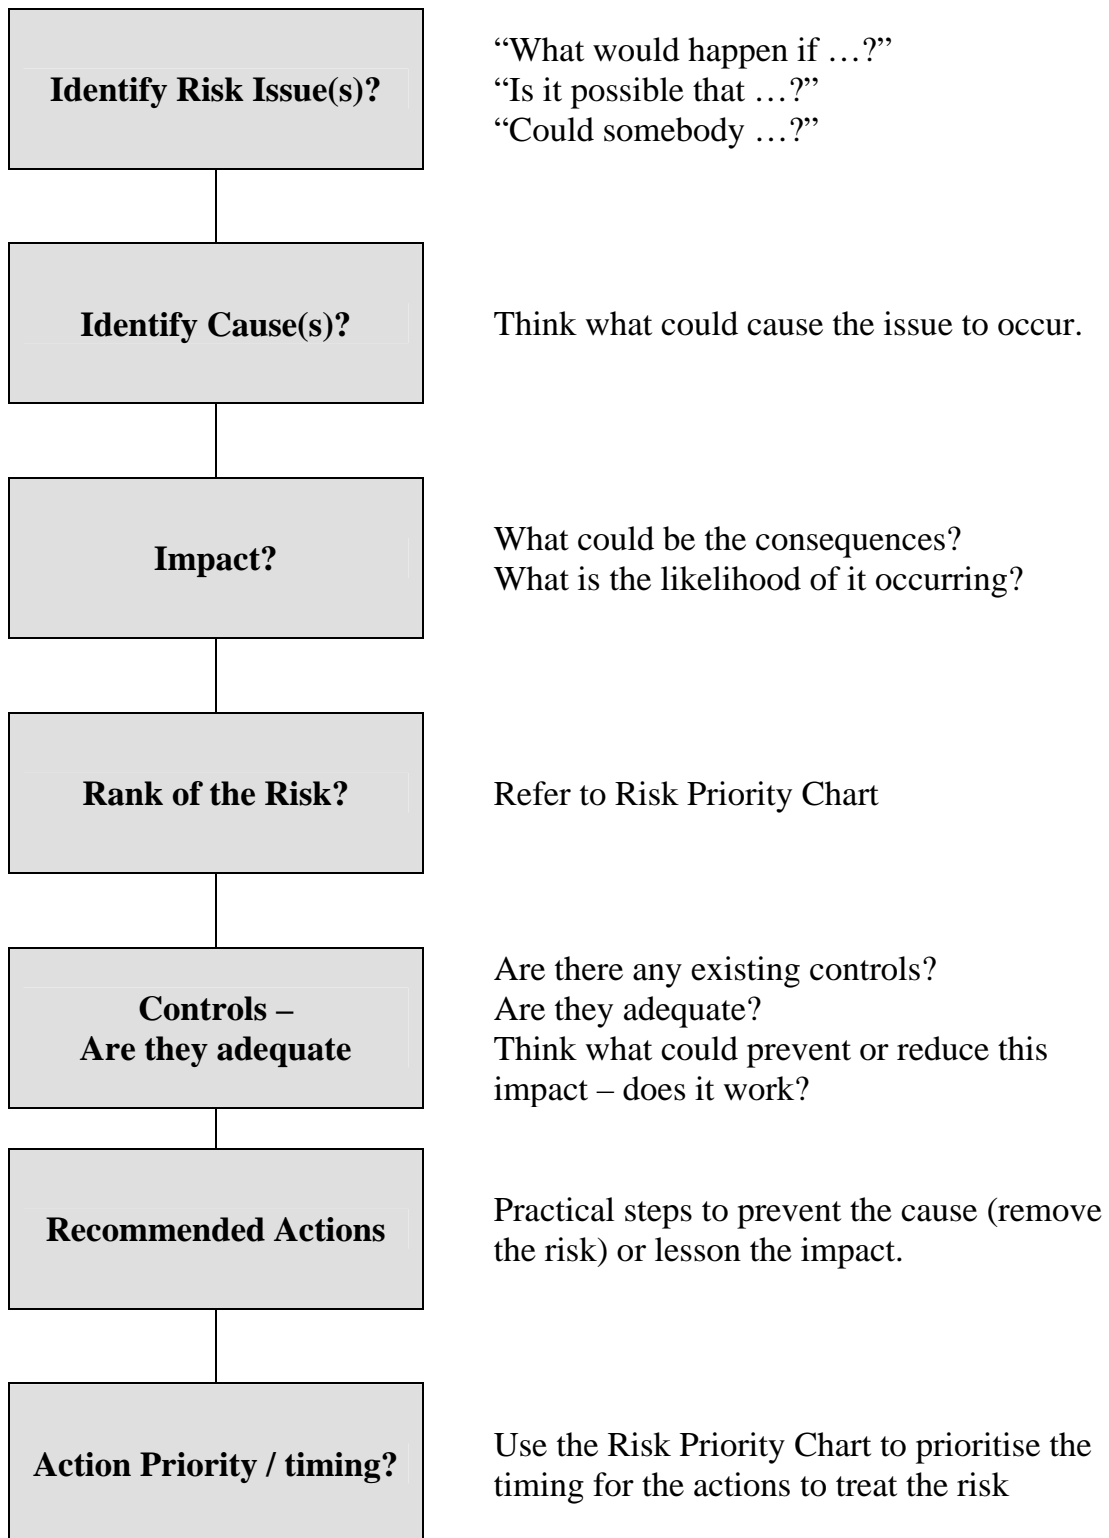 Identify Risk Issue(s)?
“What would happen if …?”
“Is it possible that …?”
“Could somebody …?”
Identify Cause(s)?
Think what could cause the issue to occur.
Impact?
What could be the consequences?
What is the likelihood of it occurring?
Rank of the Risk?
Refer to Risk Priority Chart
Controls –
Are they adequate
Are there any existing controls?
Are they adequate?
Think what could prevent or reduce this
impact – does it work?
Recommended Actions
Practical steps to prevent the cause (remove
the risk) or lesson the impact.
Action Priority / timing?
Use the Risk Priority Chart to prioritise the
timing for the actions to treat the risk